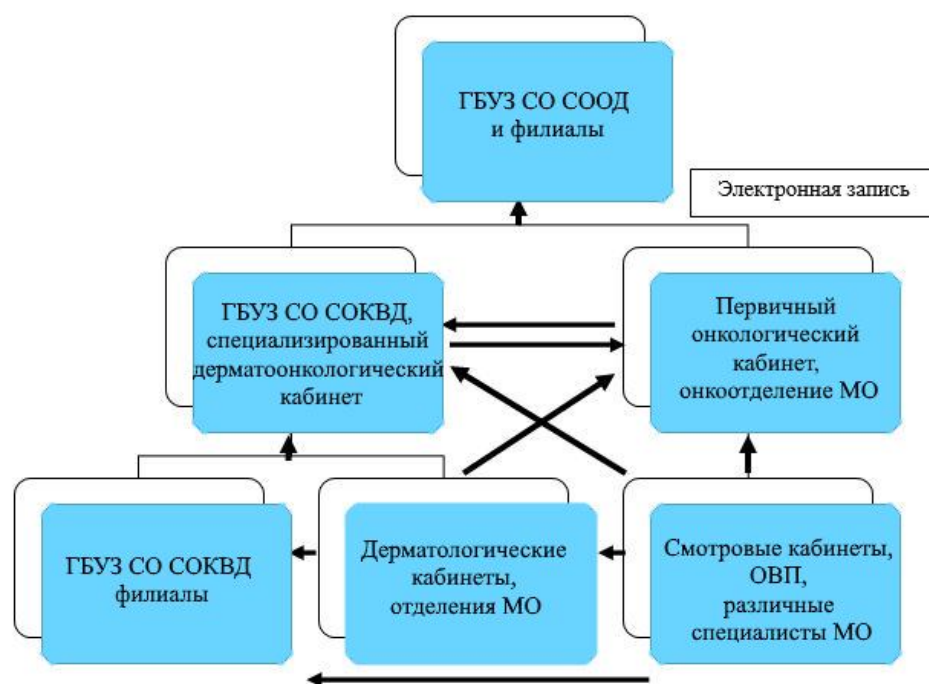 ГБУЗ СО СООД
и филиалы
Электронная запись
ГБУЗ СО СОКВД,
специализированный
дерматоонкологический
кабинет
Первичный
онкологический
кабинет,
онкоотделение МО
ГБУЗ СО СОКВД
филиалы
Дерматологические
кабинеты,
отделения МО
Смотровые кабинеты,
ОВП,
различные
специалисты МО